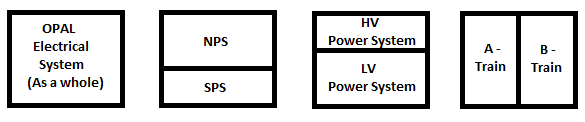 OPAL
Electrical
System
(As a whole)
NPS
SPS
HV
Power System
LV
Power System
A -
Train
B -
Train